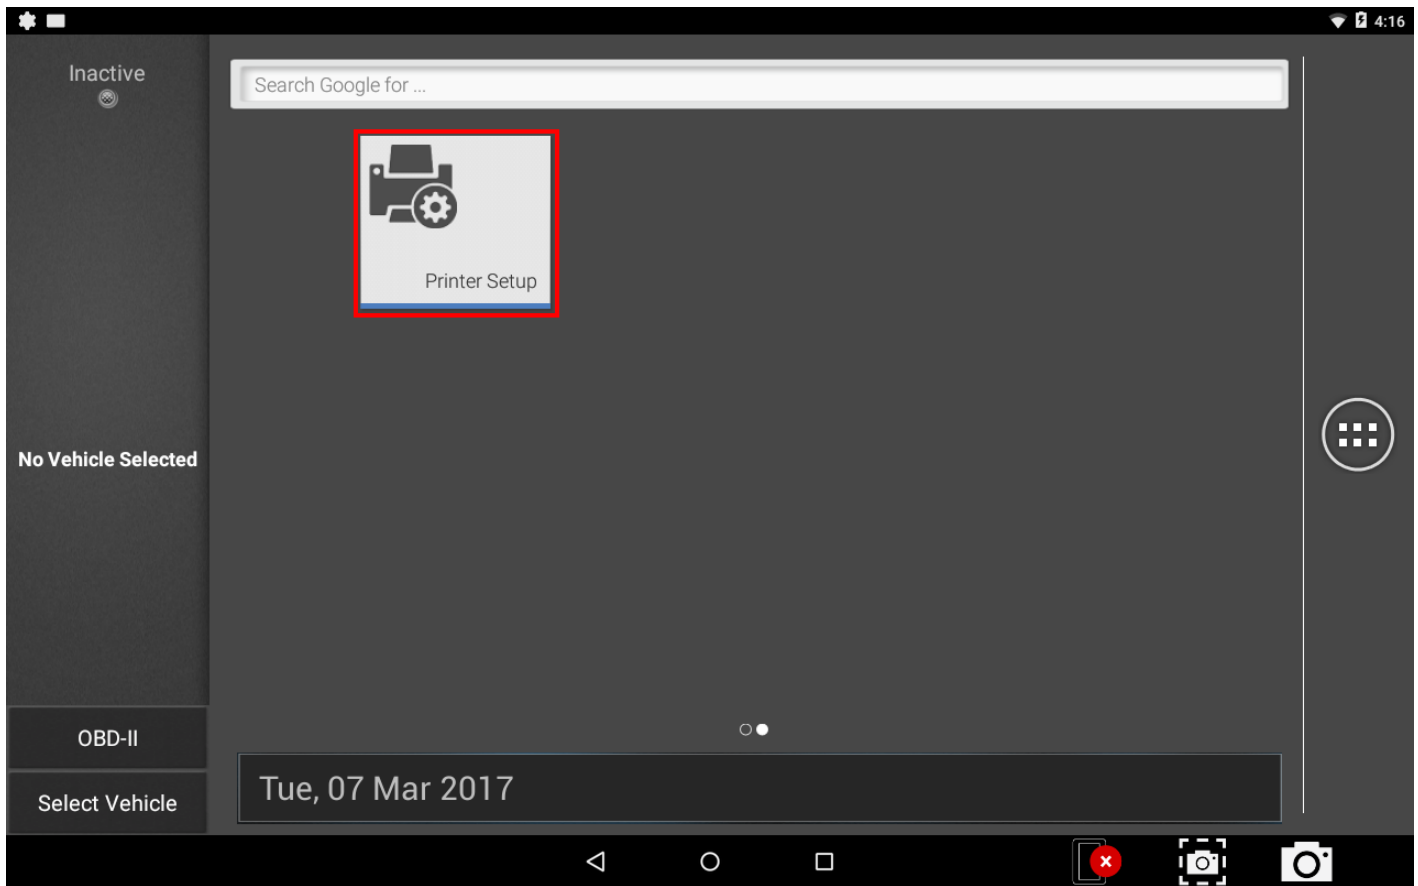 4:16
Inactive
Search Google for ...
Printer Setup
No Vehicle Selected
OBD-II
Select Vehicle
Tue, 07 Mar 2017